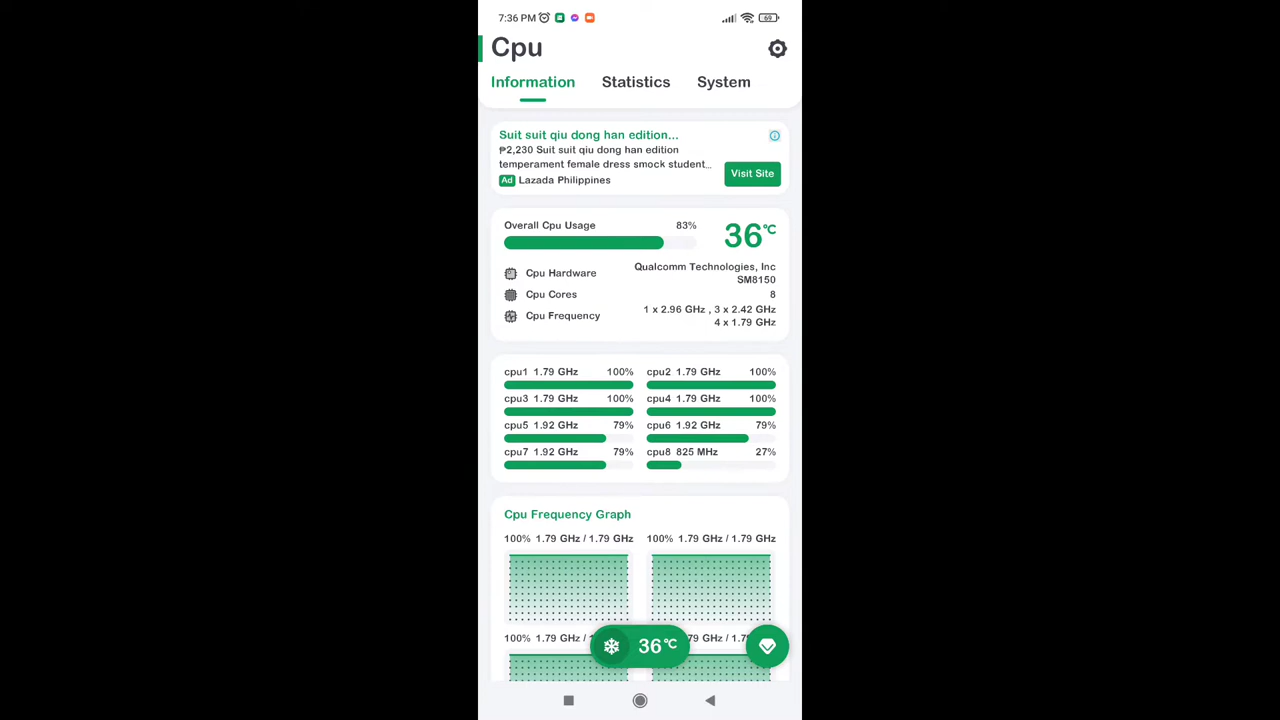 7:36 PM
69
Cpu
Information Statistics System
Suit suit qiu dong han edition...
₱2,230 Suit suit qiu dong han edition
temperament female dress smock student...
Ad Lazada Philippines
Visit Site
Overall Cpu Usage 83%
36°C
Cpu Hardware Qualcomm Technologies, Inc
SM8150
Cpu Cores 8
Cpu Frequency 1 x 2.96 GHz , 3 x 2.42 GHz
4 x 1.79 GHz
cpu1 1.79 GHz 100% cpu2 1.79 GHz 100%
cpu3 1.79 GHz 100% cpu4 1.79 GHz 100%
cpu5 1.92 GHz 79% cpu6 1.92 GHz 79%
cpu7 1.92 GHz 79% cpu8 825 MHz 27%
Cpu Frequency Graph
100% 1.79 GHz / 1.79 GHz 100% 1.79 GHz / 1.79 GHz
100% 1.79 GHz / 79 GHz /
36°C